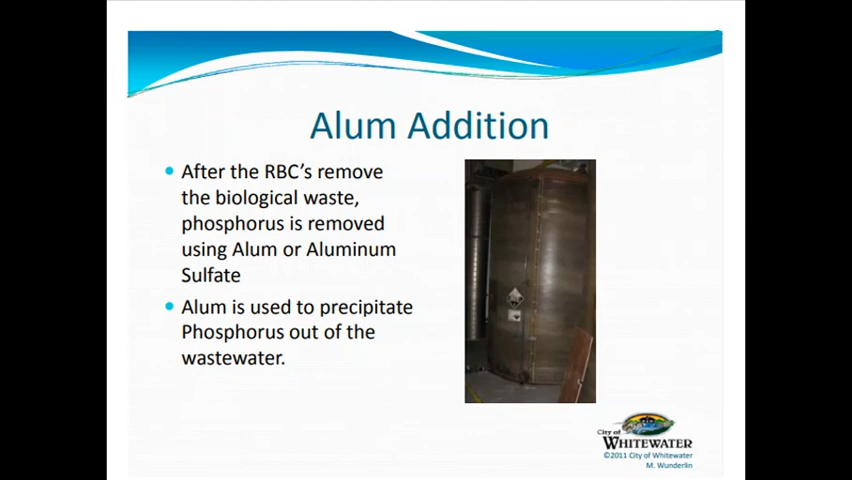 Alum Addition
• After the RBC's remove
the biological waste,
phosphorus is removed
using Alum or Aluminum
Sulfate
• Alum is used to precipitate
Phosphorus out of the
wastewater.
City of
WHITEWATER
©2011 City of Whitewater
M. Wunderlin